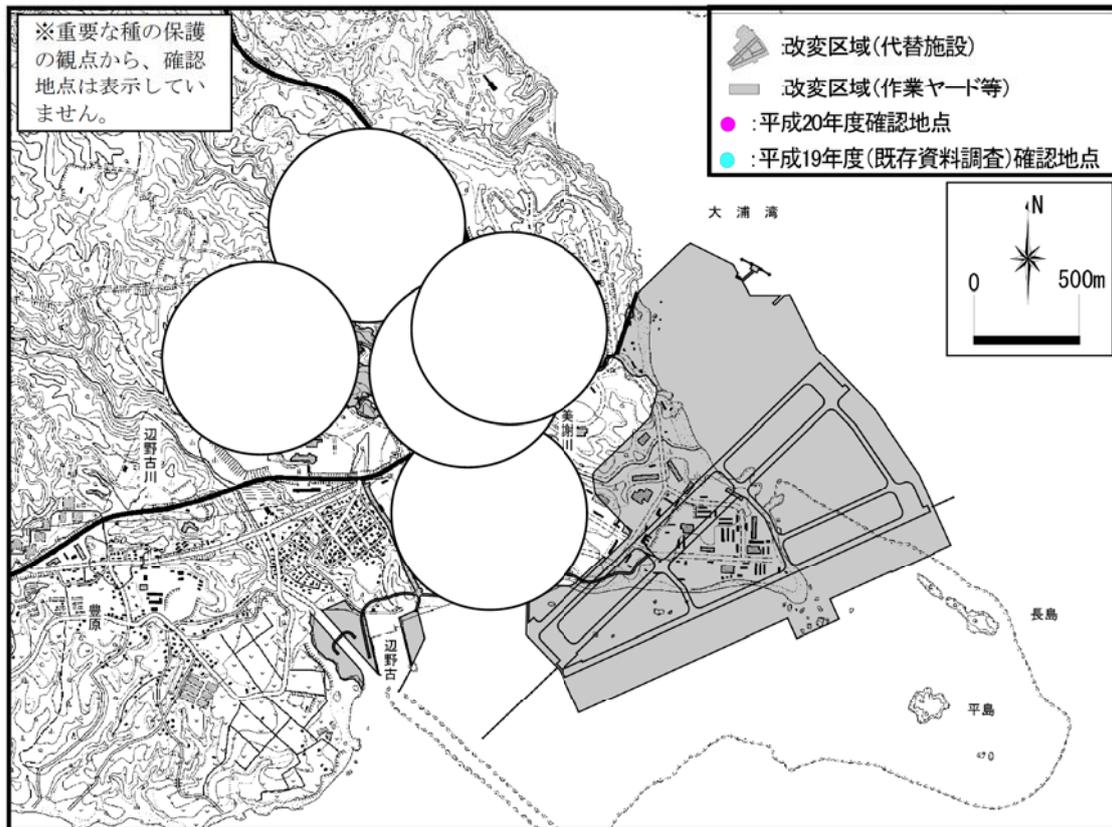 ※重要な種の保護
の観点から、確認
地点は表示してい
ません。
:改変区域(代替施設)
:改変区域(作業ヤード等)
:平成20年度確認地点
:平成19年度(既存資料調査)確認地点
大浦湾
N
0 500m
辺野古川
美謝川
豊原
辺野古
長島
平島